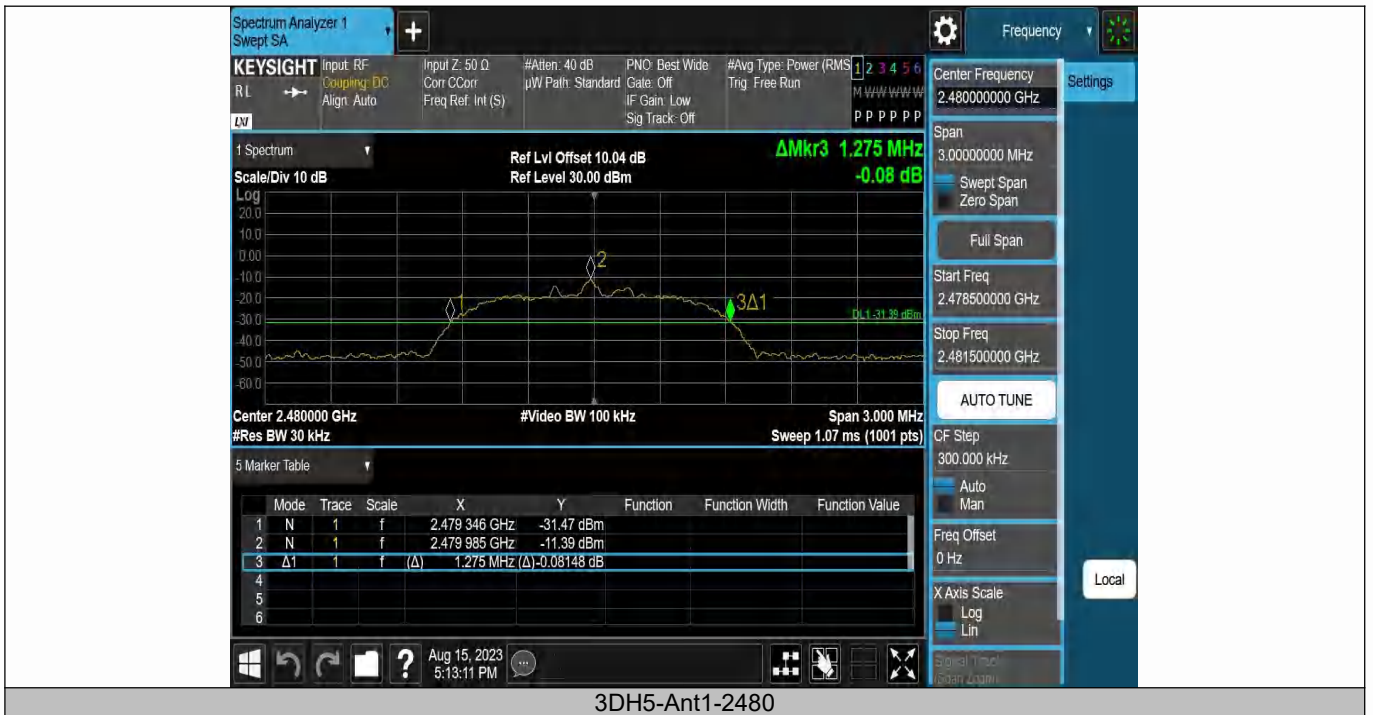 Spectrum Analyzer 1
Swept SA
+
Frequency
KEYSIGHT
RL
LXI
Input: RF
Coupling: DC
Align: Auto
Input Z: 50 Ω
Corr CCorr
Freq Ref: Int (S)
#Atten: 40 dB
µW Path: Standard
PNO: Best Wide
Gate: Off
IF Gain: Low
Sig Track: Off
#Avg Type: Power (RMS
Trig: Free Run
1 2 3 4 5 6
M W W W W W
P P P P P P
1 Spectrum
Scale/Div 10 dB
Ref Lvl Offset 10.04 dB
Ref Level 30.00 dBm
ΔMkr3 1.275 MHz
-0.08 dB
Log
20.0
10.0
0.00
-10.0
-20.0
-30.0
-40.0
-50.0
-60.0
1
2
3Δ1
DL1 -31.39 dBm
Center 2.480000 GHz
#Video BW 100 kHz
Span 3.000 MHz
#Res BW 30 kHz
Sweep 1.07 ms (1001 pts)
5 Marker Table
Mode Trace Scale X Y Function Function Width Function Value
1 N 1 f 2.479 346 GHz -31.47 dBm
2 N 1 f 2.479 985 GHz -11.39 dBm
3 Δ1 1 f (Δ) 1.275 MHz (Δ)-0.08148 dB
4
5
6
Aug 15, 2023
5:13:11 PM
?
Center Frequency
2.480000000 GHz
Settings
Span
3.00000000 MHz
Swept Span
Zero Span
Full Span
Start Freq
2.478500000 GHz
Stop Freq
2.481500000 GHz
AUTO TUNE
CF Step
300.000 kHz
Auto
Man
Freq Offset
0 Hz
X Axis Scale
Log
Lin
Signal Track
(Span Zoom)
Local
3DH5-Ant1-2480